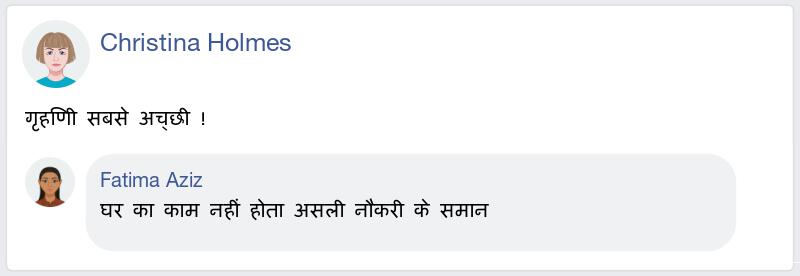 Christina Holmes
गृहणिी सबसे अच्छी !
Fatima Aziz
घर का काम नहीं होता असली नौकरी के समान